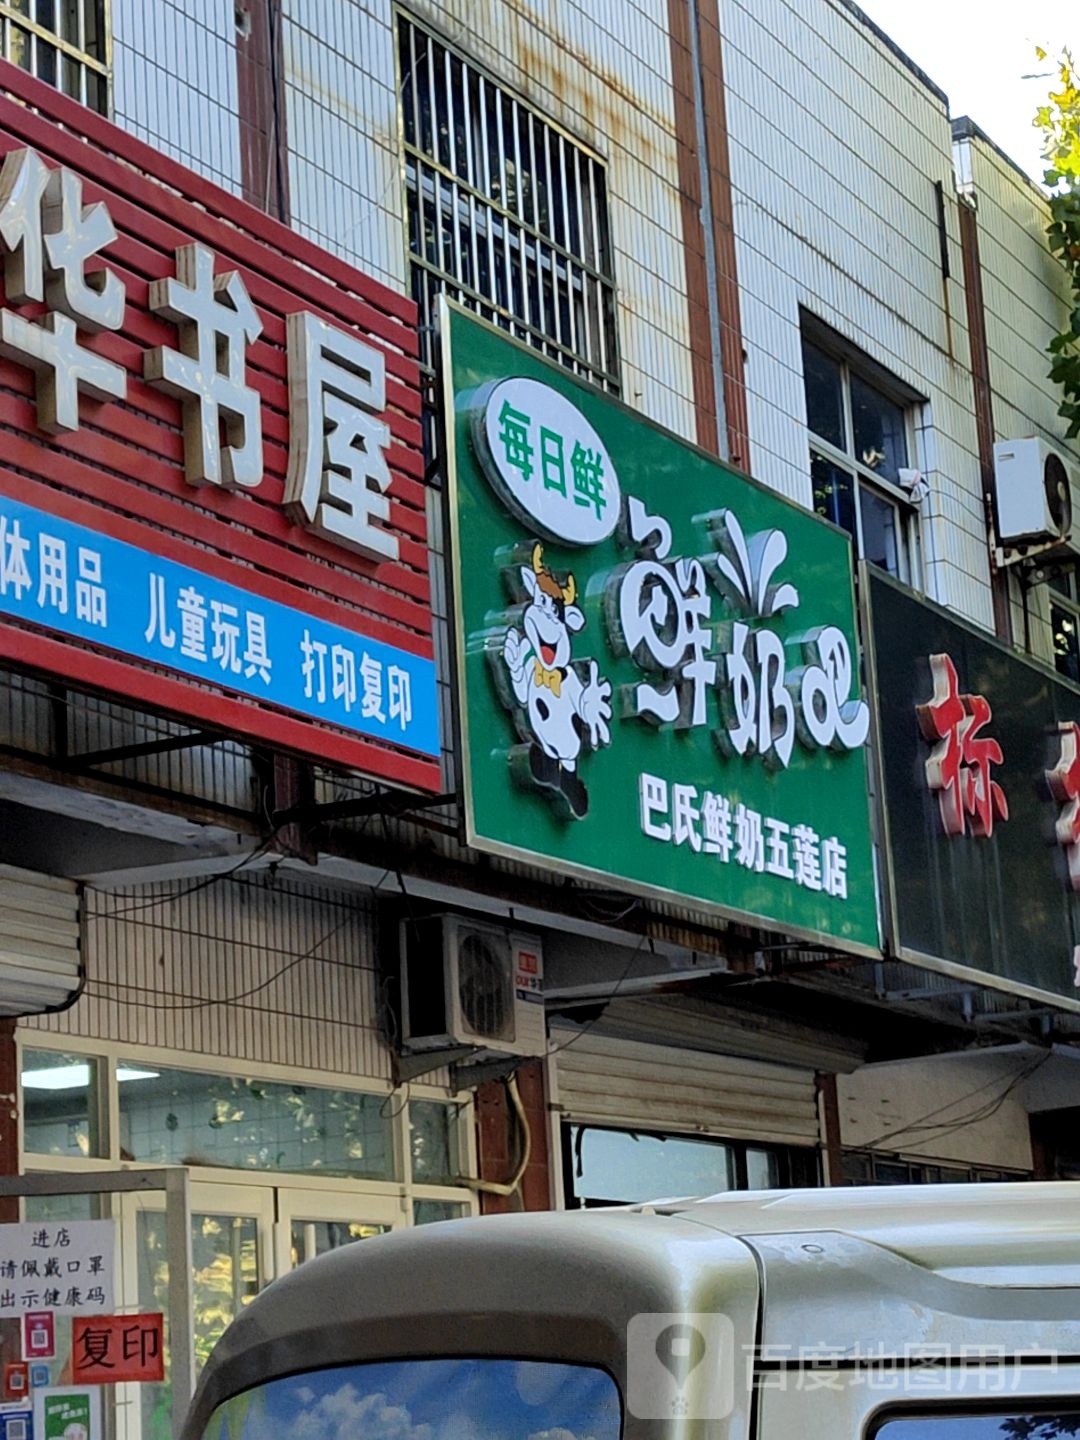 华书屋
体用品 儿童玩具 打印复印
每日鲜
鲜奶吧
巴氏鲜奶五莲店
标
进店
请佩戴口罩
出示健康码
复印
百度地图用户